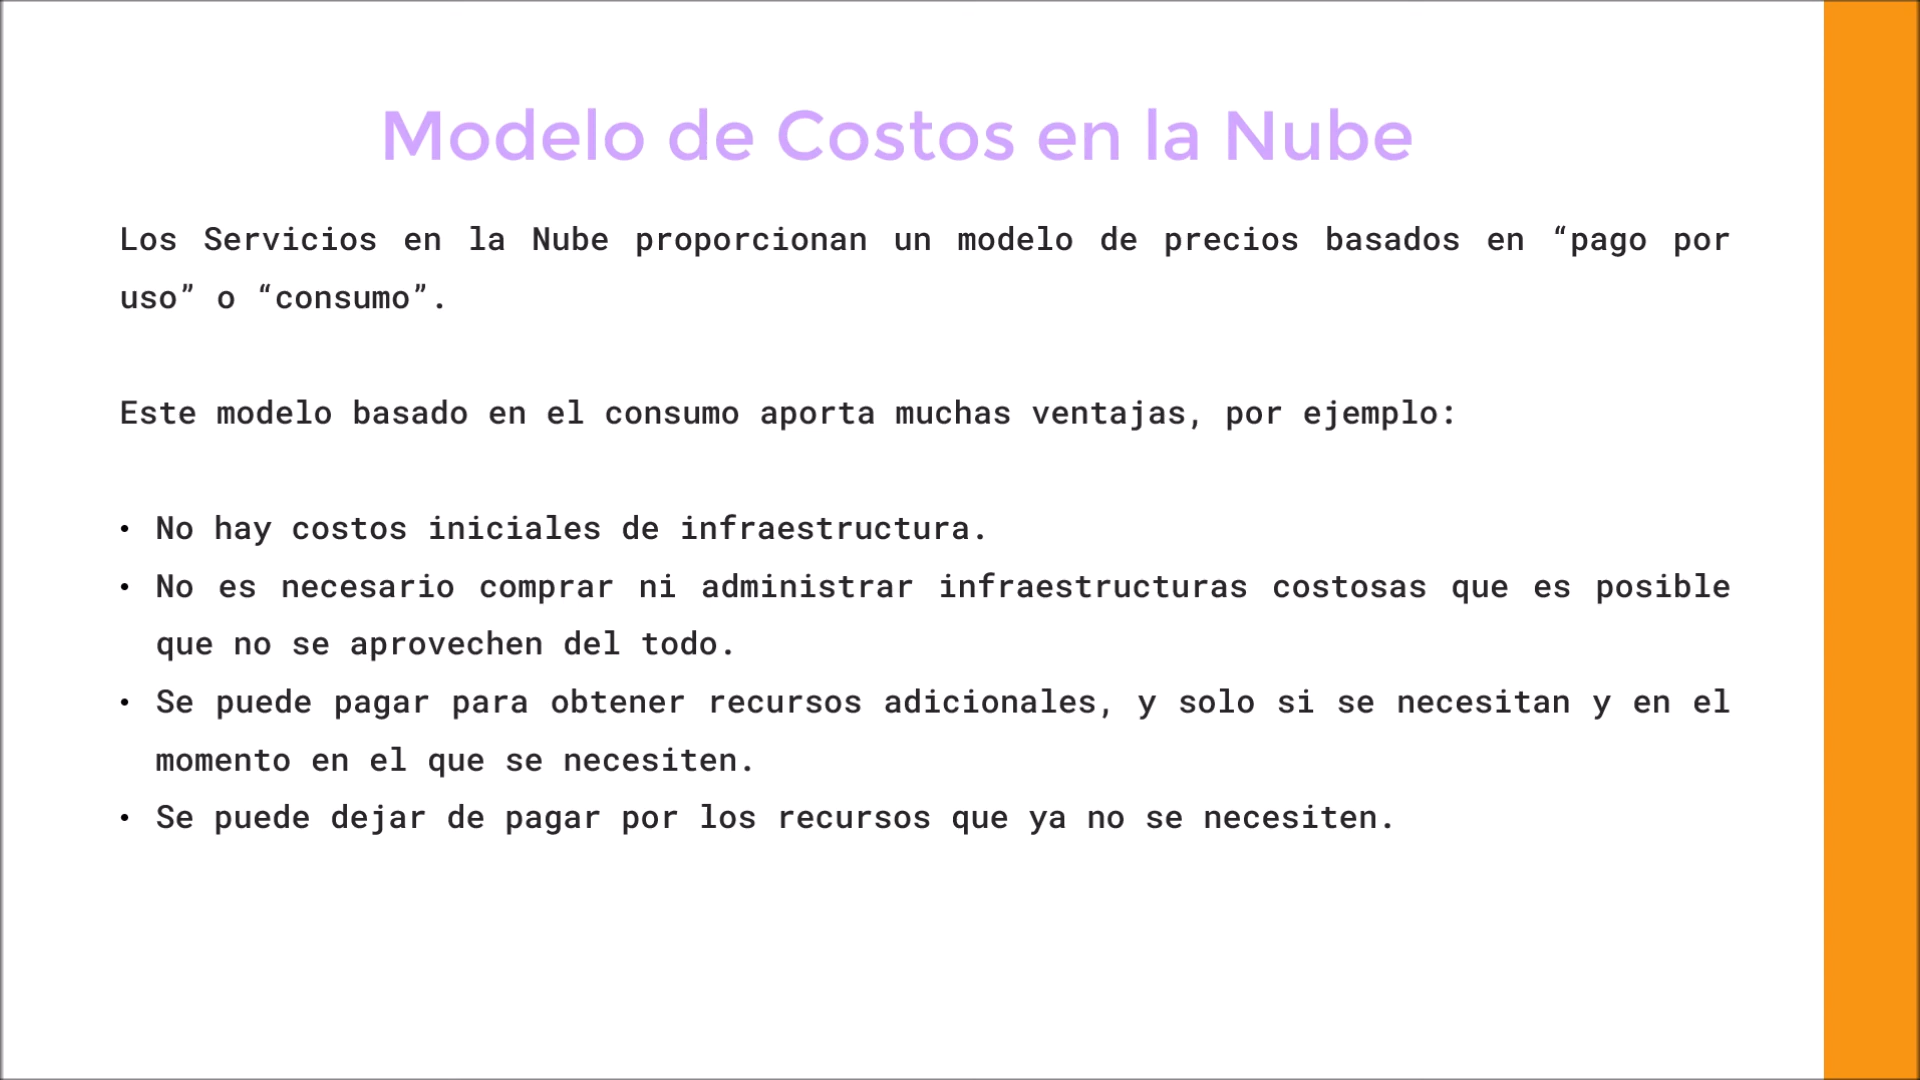 Modelo de Costos en la Nube
Los Servicios en la Nube proporcionan un modelo de precios basados en “pago por
uso” o “consumo”.
Este modelo basado en el consumo aporta muchas ventajas, por ejemplo:
• No hay costos iniciales de infraestructura.
• No es necesario comprar ni administrar infraestructuras costosas que es posible
que no se aprovechen del todo.
• Se puede pagar para obtener recursos adicionales, y solo si se necesitan y en el
momento en el que se necesiten.
• Se puede dejar de pagar por los recursos que ya no se necesiten.